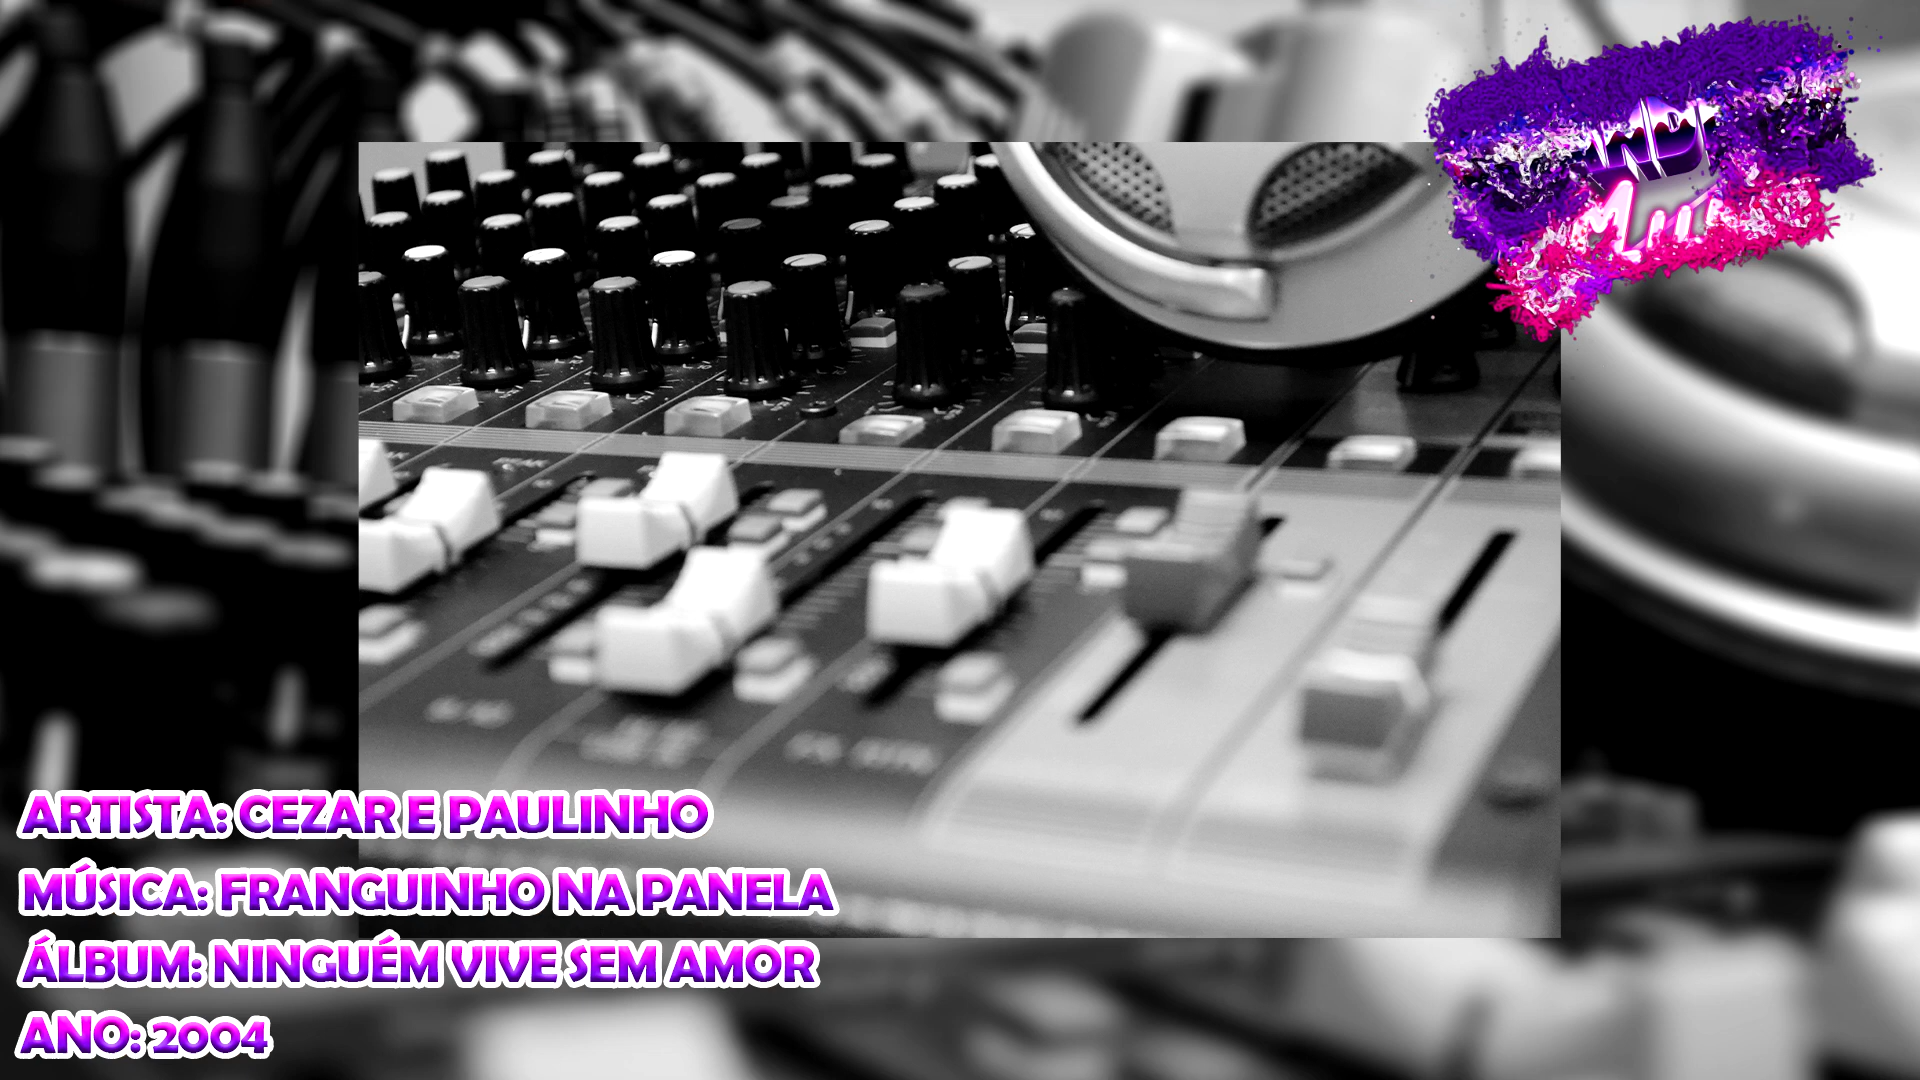 ARTISTA: CEZAR E PAULINHO
MÚSICA: FRANGUINHO NA PANELA
ÁLBUM: NINGUÉM VIVE SEM AMOR
ANO: 2004